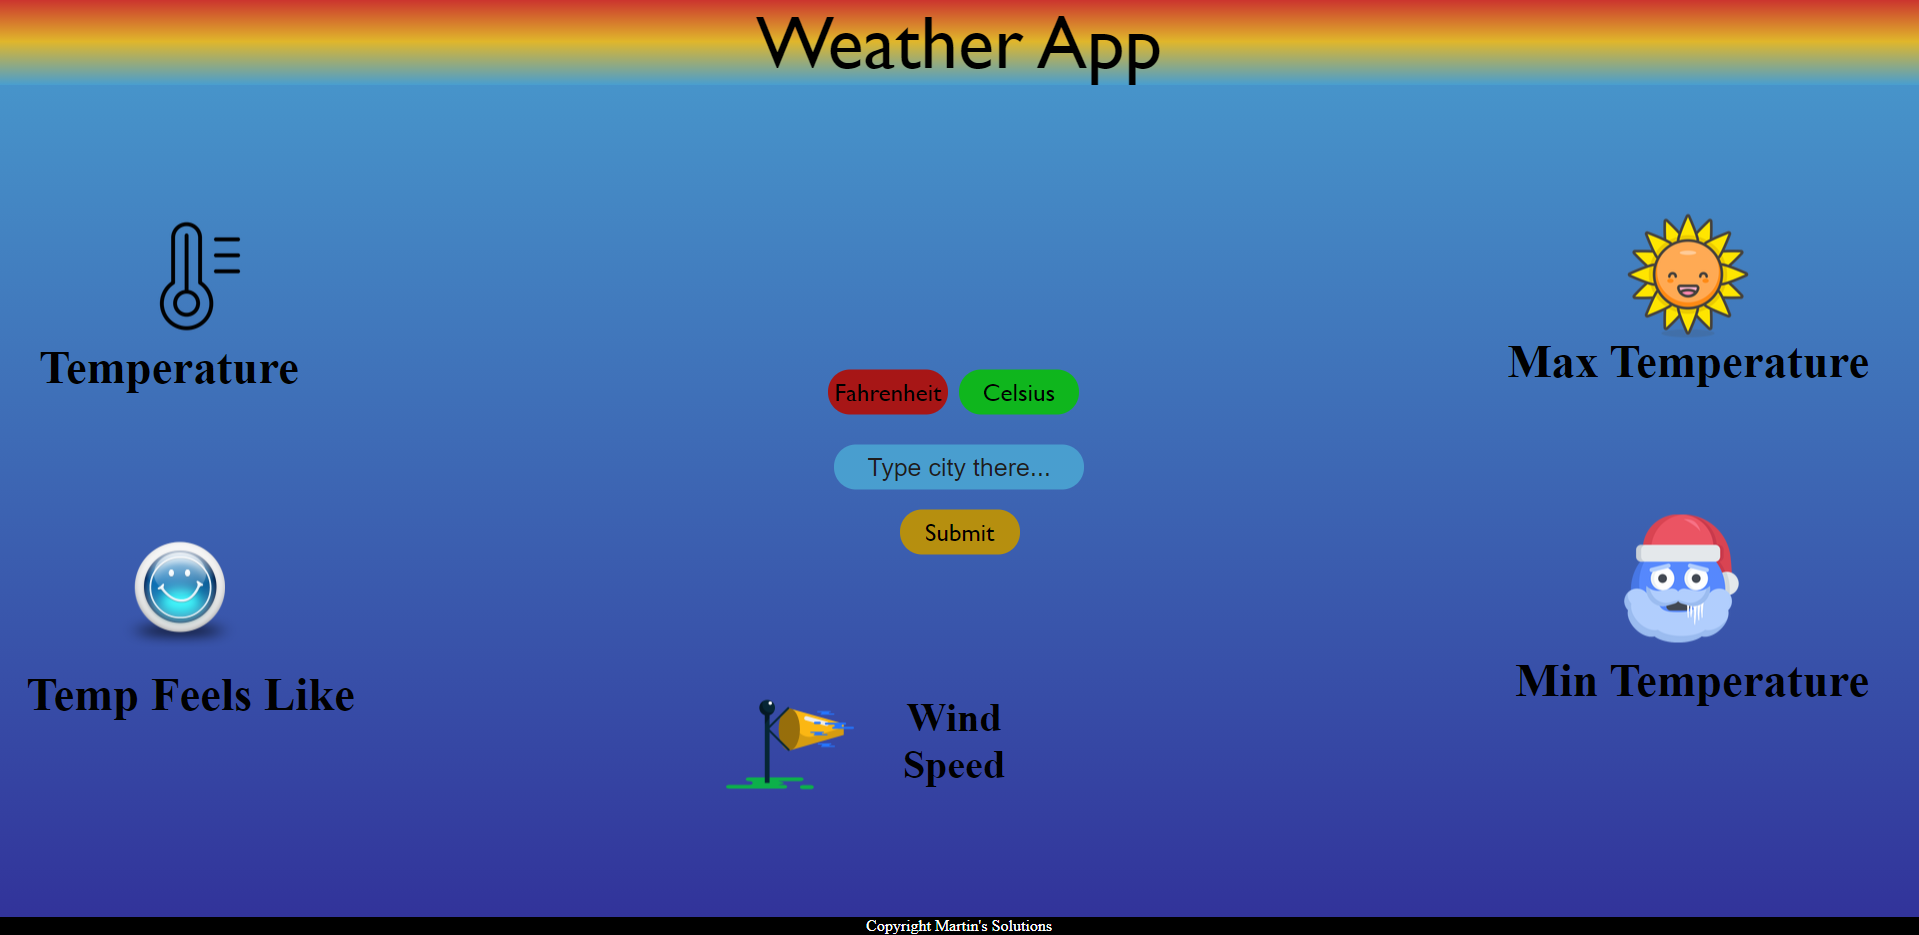 Weather App
Temperature
Max Temperature
Fahrenheit
Celsius
Type city there...
Submit
Temp Feels Like
Min Temperature
Wind
Speed
Copyright Martin's Solutions